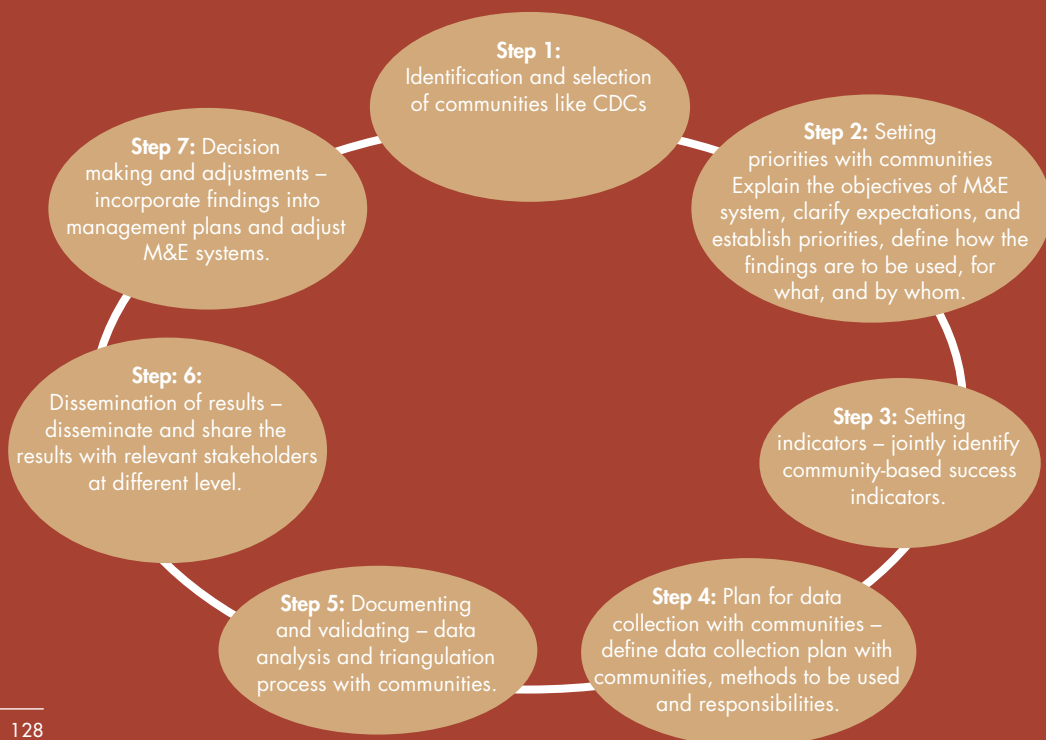 Step 1:
Identification and selection
of communities like CDCs
Step 2: Setting
priorities with communities
Explain the objectives of M&E
system, clarify expectations, and
establish priorities, define how the
findings are to be used, for
what, and by whom.
Step 3: Setting
indicators – jointly identify
community-based success
indicators.
Step 4: Plan for data
collection with communities –
define data collection plan with
communities, methods to be used
and responsibilities.
Step 5: Documenting
and validating – data
analysis and triangulation
process with communities.
Step: 6:
Dissemination of results –
disseminate and share the
results with relevant stakeholders
at different level.
Step 7: Decision
making and adjustments –
incorporate findings into
management plans and adjust
M&E systems.
128